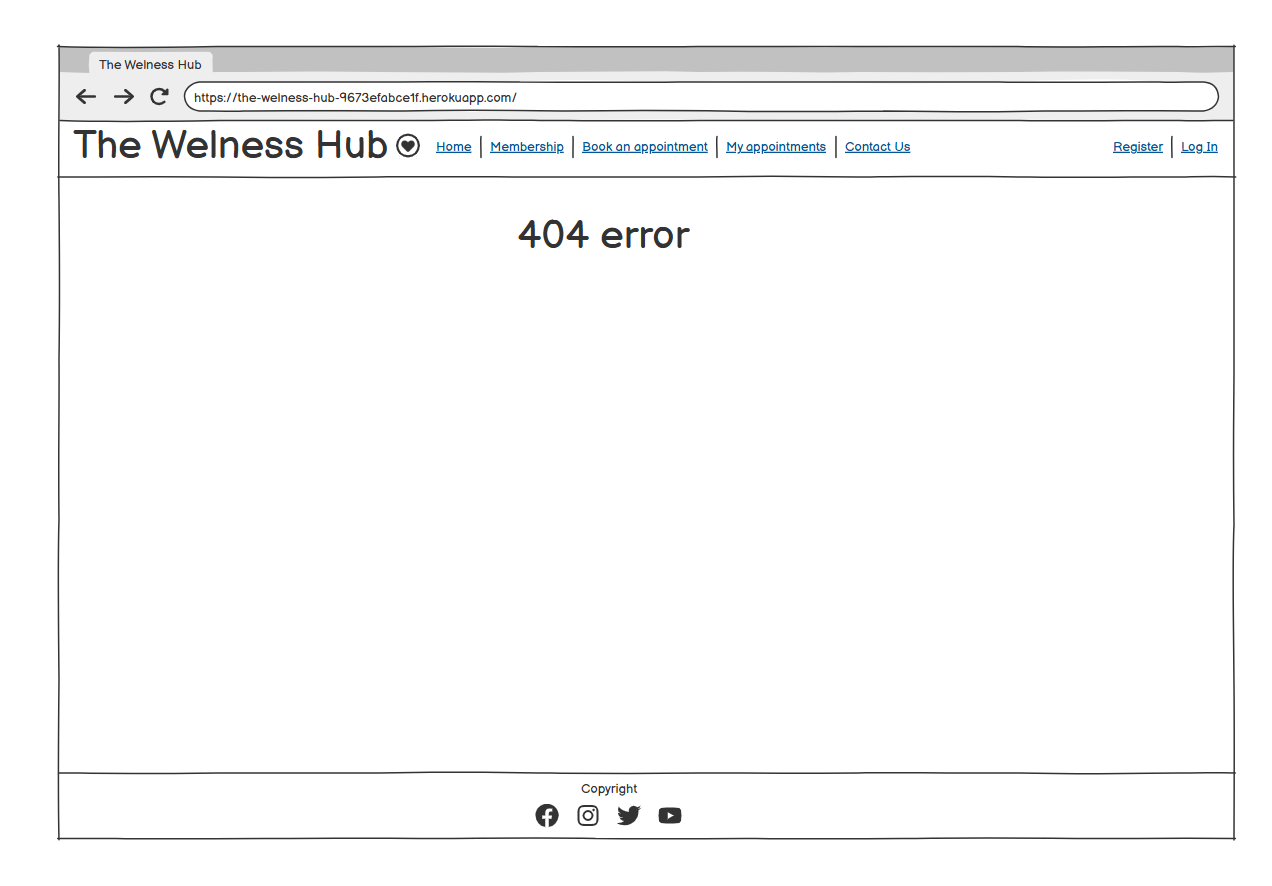 The Welness Hub
https://the-welness-hub-9673efabce1f.herokuapp.com/
The Welness Hub Home Membership Book an appointment My appointments Contact Us Register Log In
404 error
Copyright